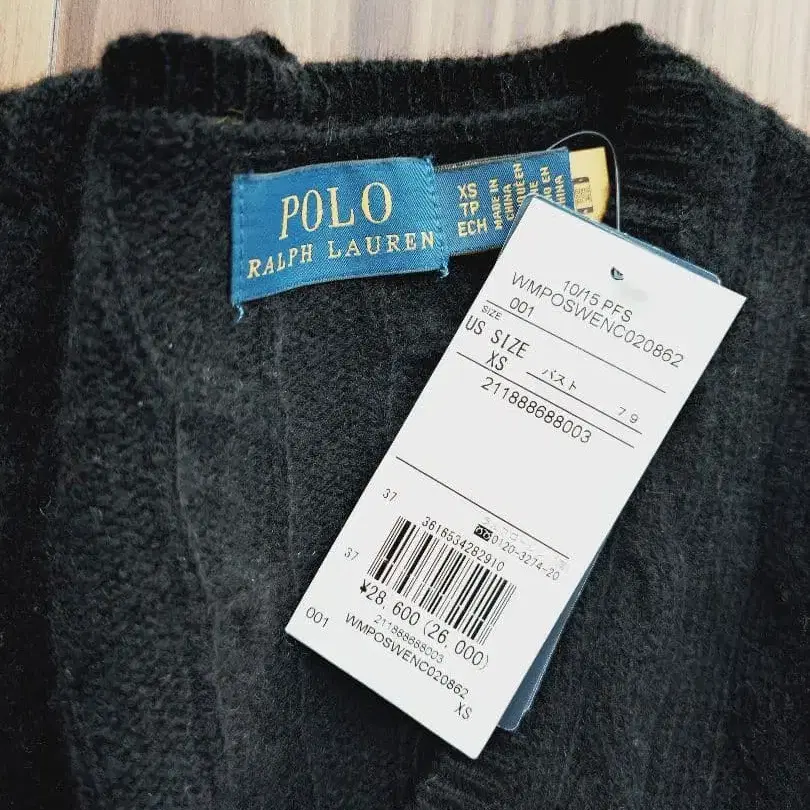 POLO
RALPH LAUREN
XS
7P
ECH
MADE IN
CHINA
10/15 PFS
WMPOSWENC020862
SIZE 001
US SIZE
XS バスト 79
211888688003
37
0120-3274-20
3616534282910
37
¥28,600(26,000)
211888688003
001 WMPOSWENC020862
XS